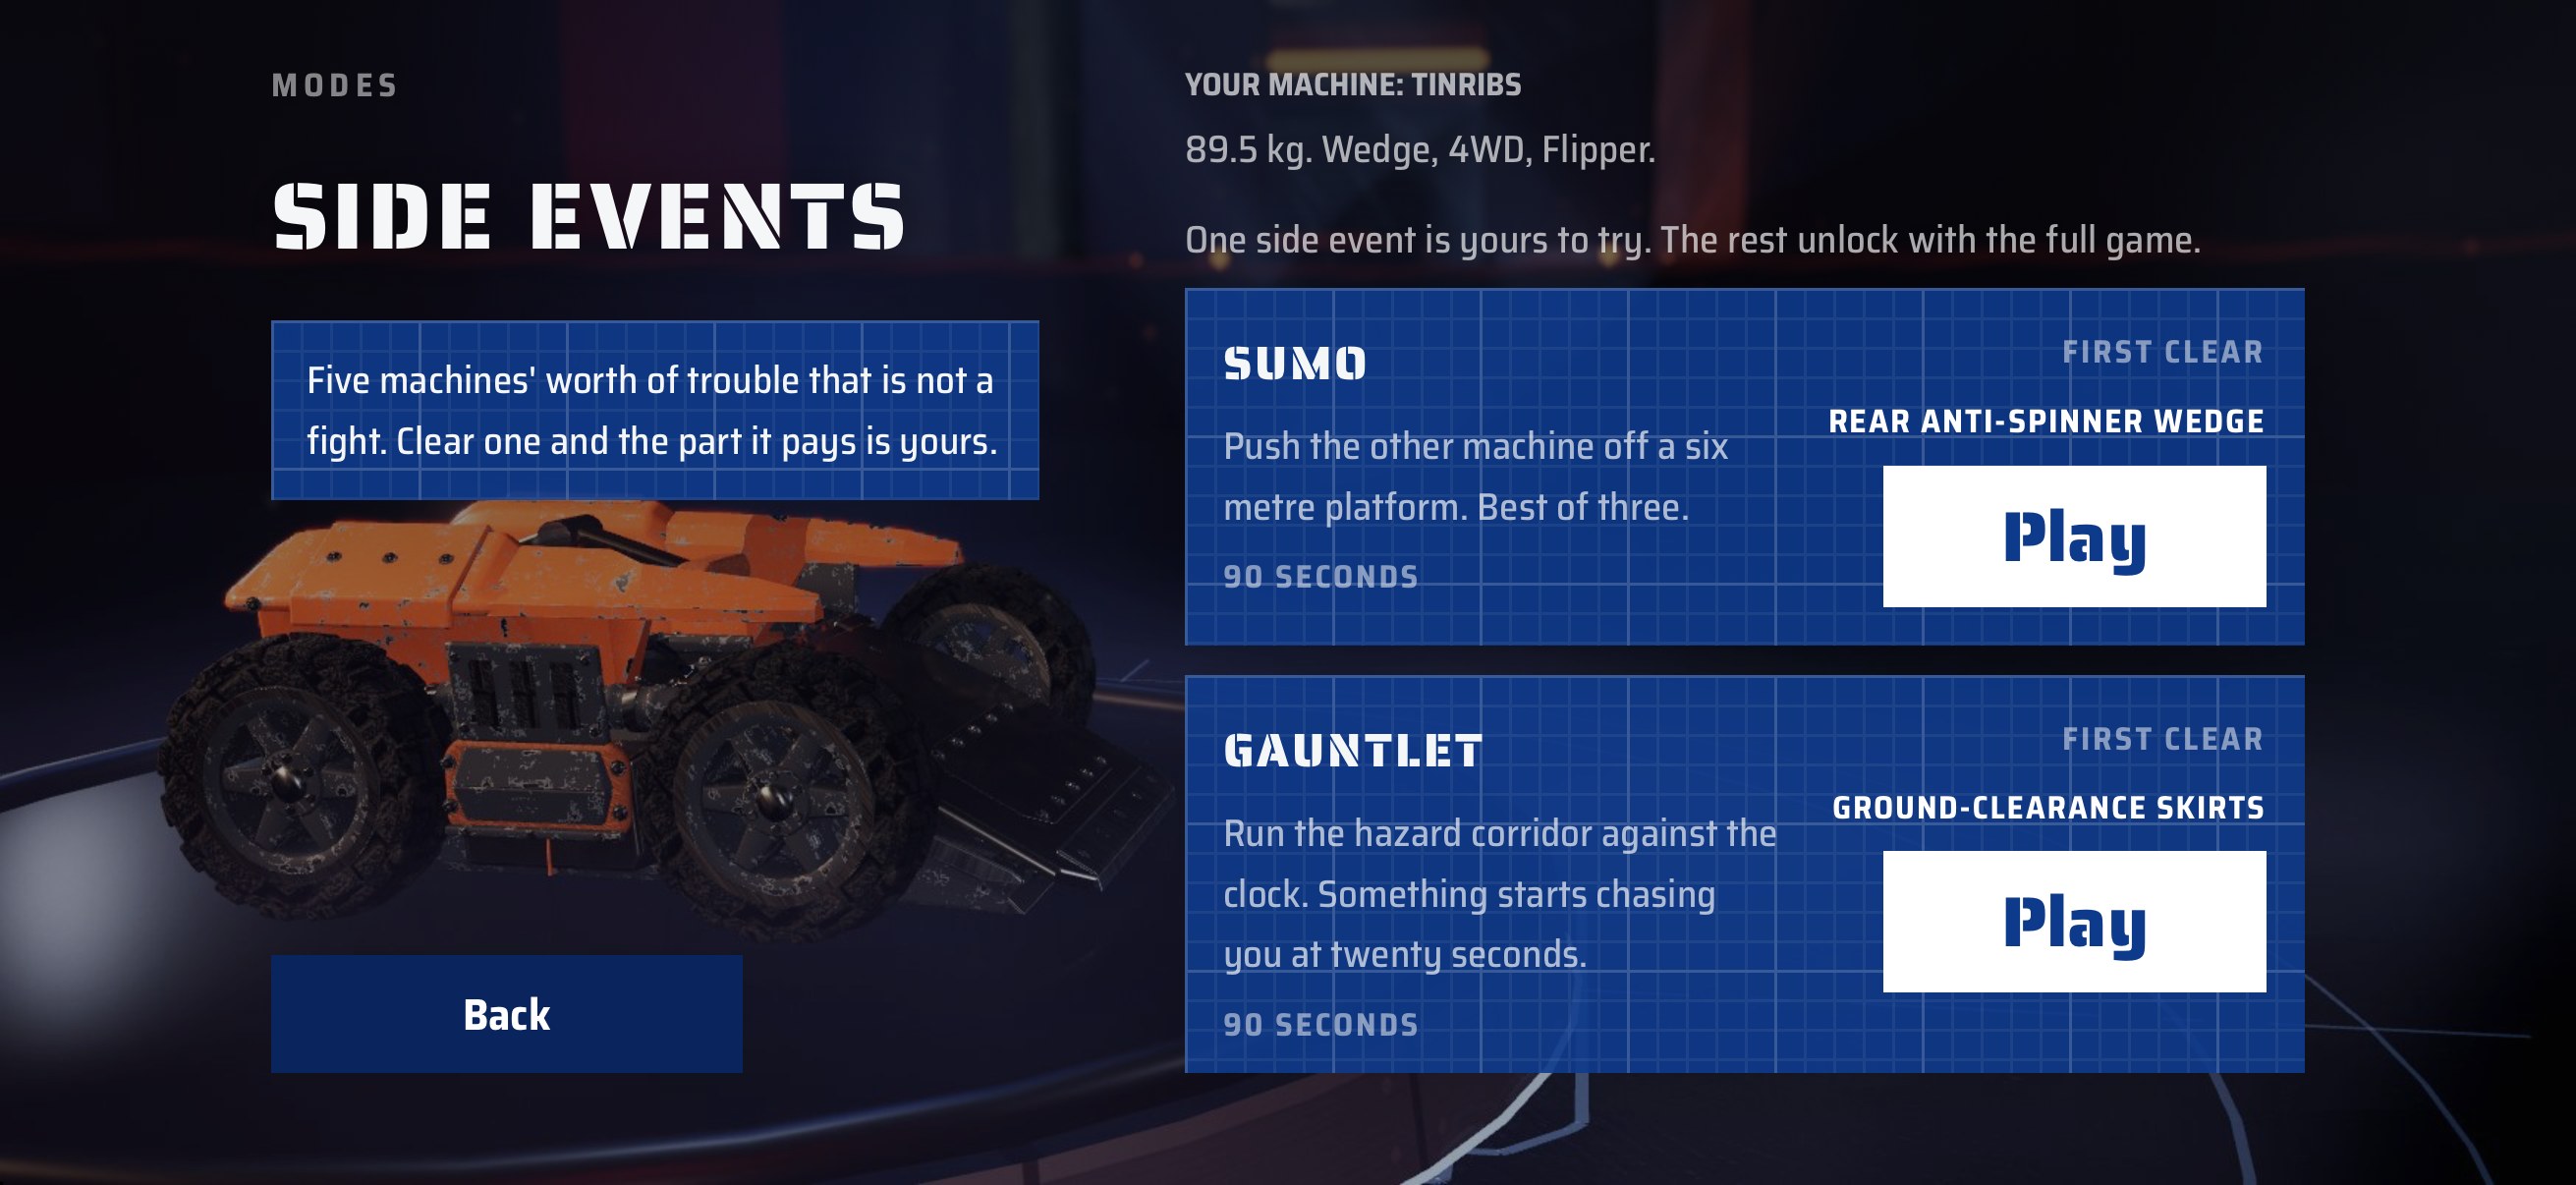 MODES
SIDE EVENTS
Five machines' worth of trouble that is not a
fight. Clear one and the part it pays is yours.
Back
YOUR MACHINE: TINRIBS
89.5 kg. Wedge, 4WD, Flipper.
One side event is yours to try. The rest unlock with the full game.
SUMO
Push the other machine off a six
metre platform. Best of three.
90 SECONDS
FIRST CLEAR
REAR ANTI-SPINNER WEDGE
Play
GAUNTLET
Run the hazard corridor against the
clock. Something starts chasing
you at twenty seconds.
90 SECONDS
FIRST CLEAR
GROUND-CLEARANCE SKIRTS
Play